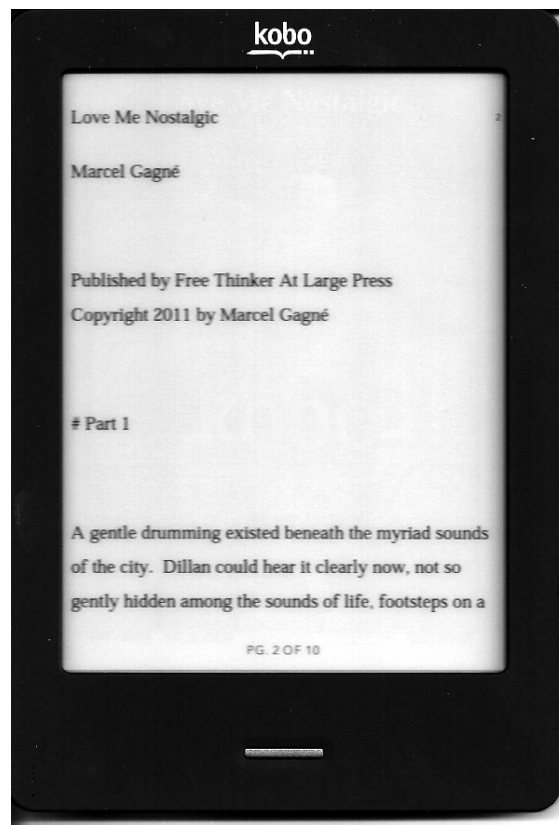 kobo
Love Me Nostalgic
2
Marcel Gagné
Published by Free Thinker At Large Press
Copyright 2011 by Marcel Gagné
# Part 1
A gentle drumming existed beneath the myriad sounds
of the city.  Dillan could hear it clearly now, not so
gently hidden among the sounds of life, footsteps on a
PG. 2 OF 10